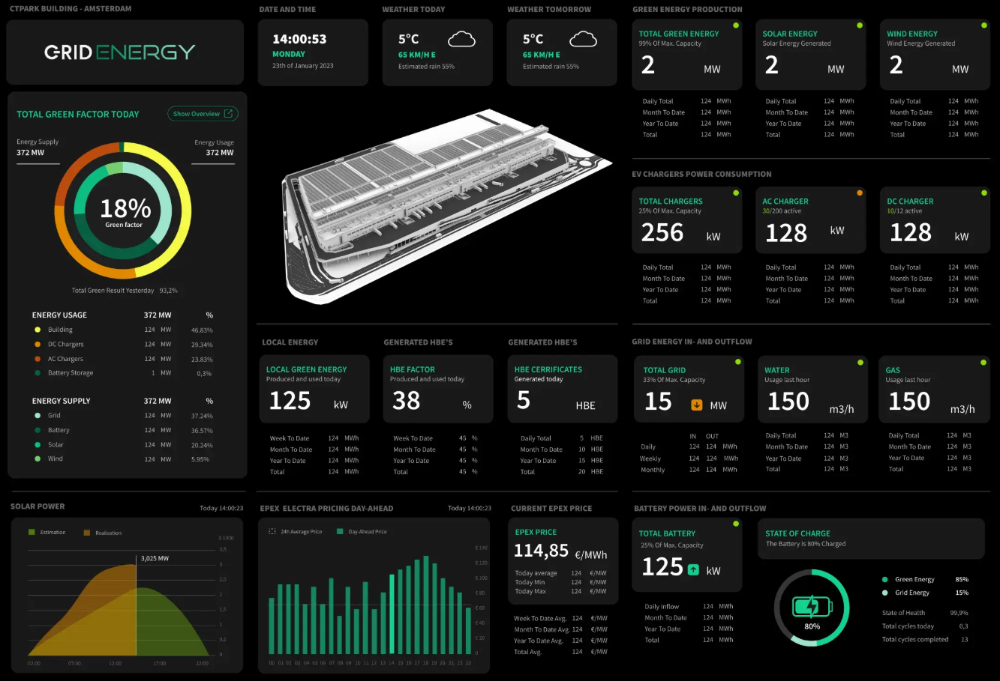 CTPARK BUILDING - AMSTERDAM
GRID ENERGY
TOTAL GREEN FACTOR TODAY
Show Overview
Energy Supply
372 MW
Energy Usage
372 MW
18%
Green factor
Total Green Result Yesterday 93,2%
ENERGY USAGE 372 MW %
Building 124 MW 46.83%
DC Chargers 124 MW 29.34%
AC Chargers 124 MW 23.83%
Battery Storage 1 MW 0,3%
ENERGY SUPPLY 372 MW %
Grid 124 MW 37.24%
Battery 124 MW 36.57%
Solar 124 MW 20.24%
Wind 124 MW 5.95%
DATE AND TIME
14:00:53
MONDAY
23th of January 2023
WEATHER TODAY
5°C
65 KM/H E
Estimated rain 55%
WEATHER TOMORROW
5°C
65 KM/H E
Estimated rain 55%
GREEN ENERGY PRODUCTION
TOTAL GREEN ENERGY
99% Of Max. Capacity
2 MW
Daily Total 124 MWh
Month To Date 124 MWh
Year To Date 124 MWh
Total 124 MWh
SOLAR ENERGY
Solar Energy Generated
2 MW
Daily Total 124 MWh
Month To Date 124 MWh
Year To Date 124 MWh
Total 124 MWh
WIND ENERGY
Wind Energy Generated
2 MW
Daily Total 124 MWh
Month To Date 124 MWh
Year To Date 124 MWh
Total 124 MWh
EV CHARGERS POWER CONSUMPTION
TOTAL CHARGERS
25% Of Max. Capacity
256 kW
Daily Total 124 MWh
Month To Date 124 MWh
Year To Date 124 MWh
Total 124 MWh
AC CHARGER
30/200 active
128 kW
Daily Total 124 MWh
Month To Date 124 MWh
Year To Date 124 MWh
Total 124 MWh
DC CHARGER
10/12 active
128 kW
Daily Total 124 MWh
Month To Date 124 MWh
Year To Date 124 MWh
Total 124 MWh
LOCAL ENERGY
LOCAL GREEN ENERGY
Produced and used today
125 kW
Week To Date 124 MWh
Month To Date 124 MWh
Year To Date 124 MWh
Total 124 MWh
GENERATED HBE'S
HBE FACTOR
Produced and used today
38 %
Week To Date 45 %
Month To Date 45 %
Year To Date 45 %
Total 45 %
GENERATED HBE'S
HBE CERRIFICATES
Generated today
5 HBE
Daily Total 5 HBE
Month To Date 10 HBE
Year To Date 15 HBE
Total 20 HBE
GRID ENERGY IN- AND OUTFLOW
TOTAL GRID
33% Of Max. Capacity
15 MW
IN OUT
Daily 124 124 MWh
Weekly 124 124 MWh
Monthly 124 124 MWh
WATER
Usage last hour
150 m3/h
Daily Total 124 M3
Month To Date 124 M3
Year To Date 124 M3
Total 124 M3
GAS
Usage last hour
150 m3/h
Daily Total 124 M3
Month To Date 124 M3
Year To Date 124 M3
Total 124 M3
SOLAR POWER
Today 14:00:23
Estimation Realisation
X 1000
3,5
3
2,5
2
1,5
1
0,5
0
3,025 MW
02:00 07:00 12:00 17:00 22:00
EPEX ELECTRA PRICING DAY-AHEAD
Today 14:00:23
24h Average Price Day-Ahead Price
€ 140
€ 120
€ 100
€ 80
€ 60
€ 40
€ 20
0
00 01 02 03 04 05 06 07 08 09 10 11 12 13 14 15 16 17 18 19 20 21 22 23
CURRENT EPEX PRICE
EPEX PRICE
114,85 €/MWh
Today average 124 €/MW
Today Min 124 €/MW
Today Max 124 €/MW
Week To Date Avg. 124 €/MW
Month To Date Avg. 124 €/MW
Year To Date Avg. 124 €/MW
Total Avg. 124 €/MW
BATTERY POWER IN- AND OUTFLOW
TOTAL BATTERY
25% Of Max. Capacity
125 kW
Daily Inflow 124 MWh
Month To Date 124 MWh
Year To Date 124 MWh
Total 124 MWh
STATE OF CHARGE
The Battery Is 80% Charged
80%
Green Energy 85%
Grid Energy 15%
State of Health 99,9%
Total cycles today 0,3
Total cycles completed 13